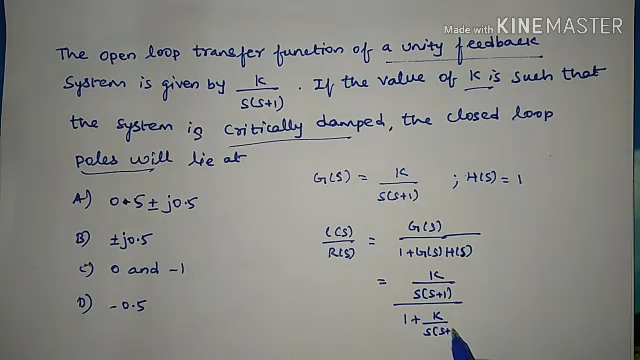 Made with KINEMASTER
The open loop transfer function of a unity feedback
System is given by K / S(S+1) . If the value of K is such that
the system is critically damped, the closed loop
poles will lie at
A) 0.5 ± j0.5
B) ± j0.5
C) 0 and -1
D) -0.5
G(S) = K / S(S+1) ; H(S) = 1
C(S) / R(S) = G(S) / 1 + G(S) H(S)
= K / S(S+1)
1 + K / S(S+